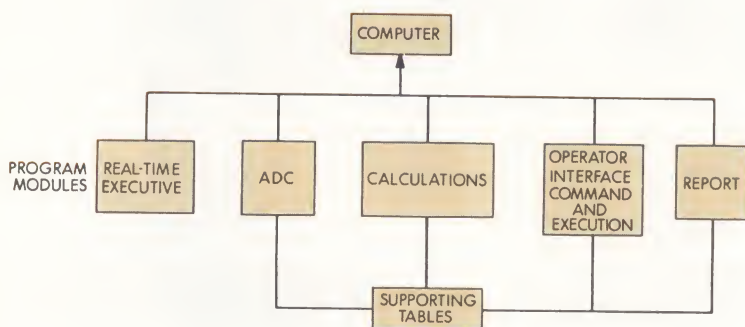 COMPUTER
PROGRAM
MODULES
REAL-TIME
EXECUTIVE
ADC
CALCULATIONS
OPERATOR
INTERFACE
COMMAND
AND
EXECUTION
REPORT
SUPPORTING
TABLES